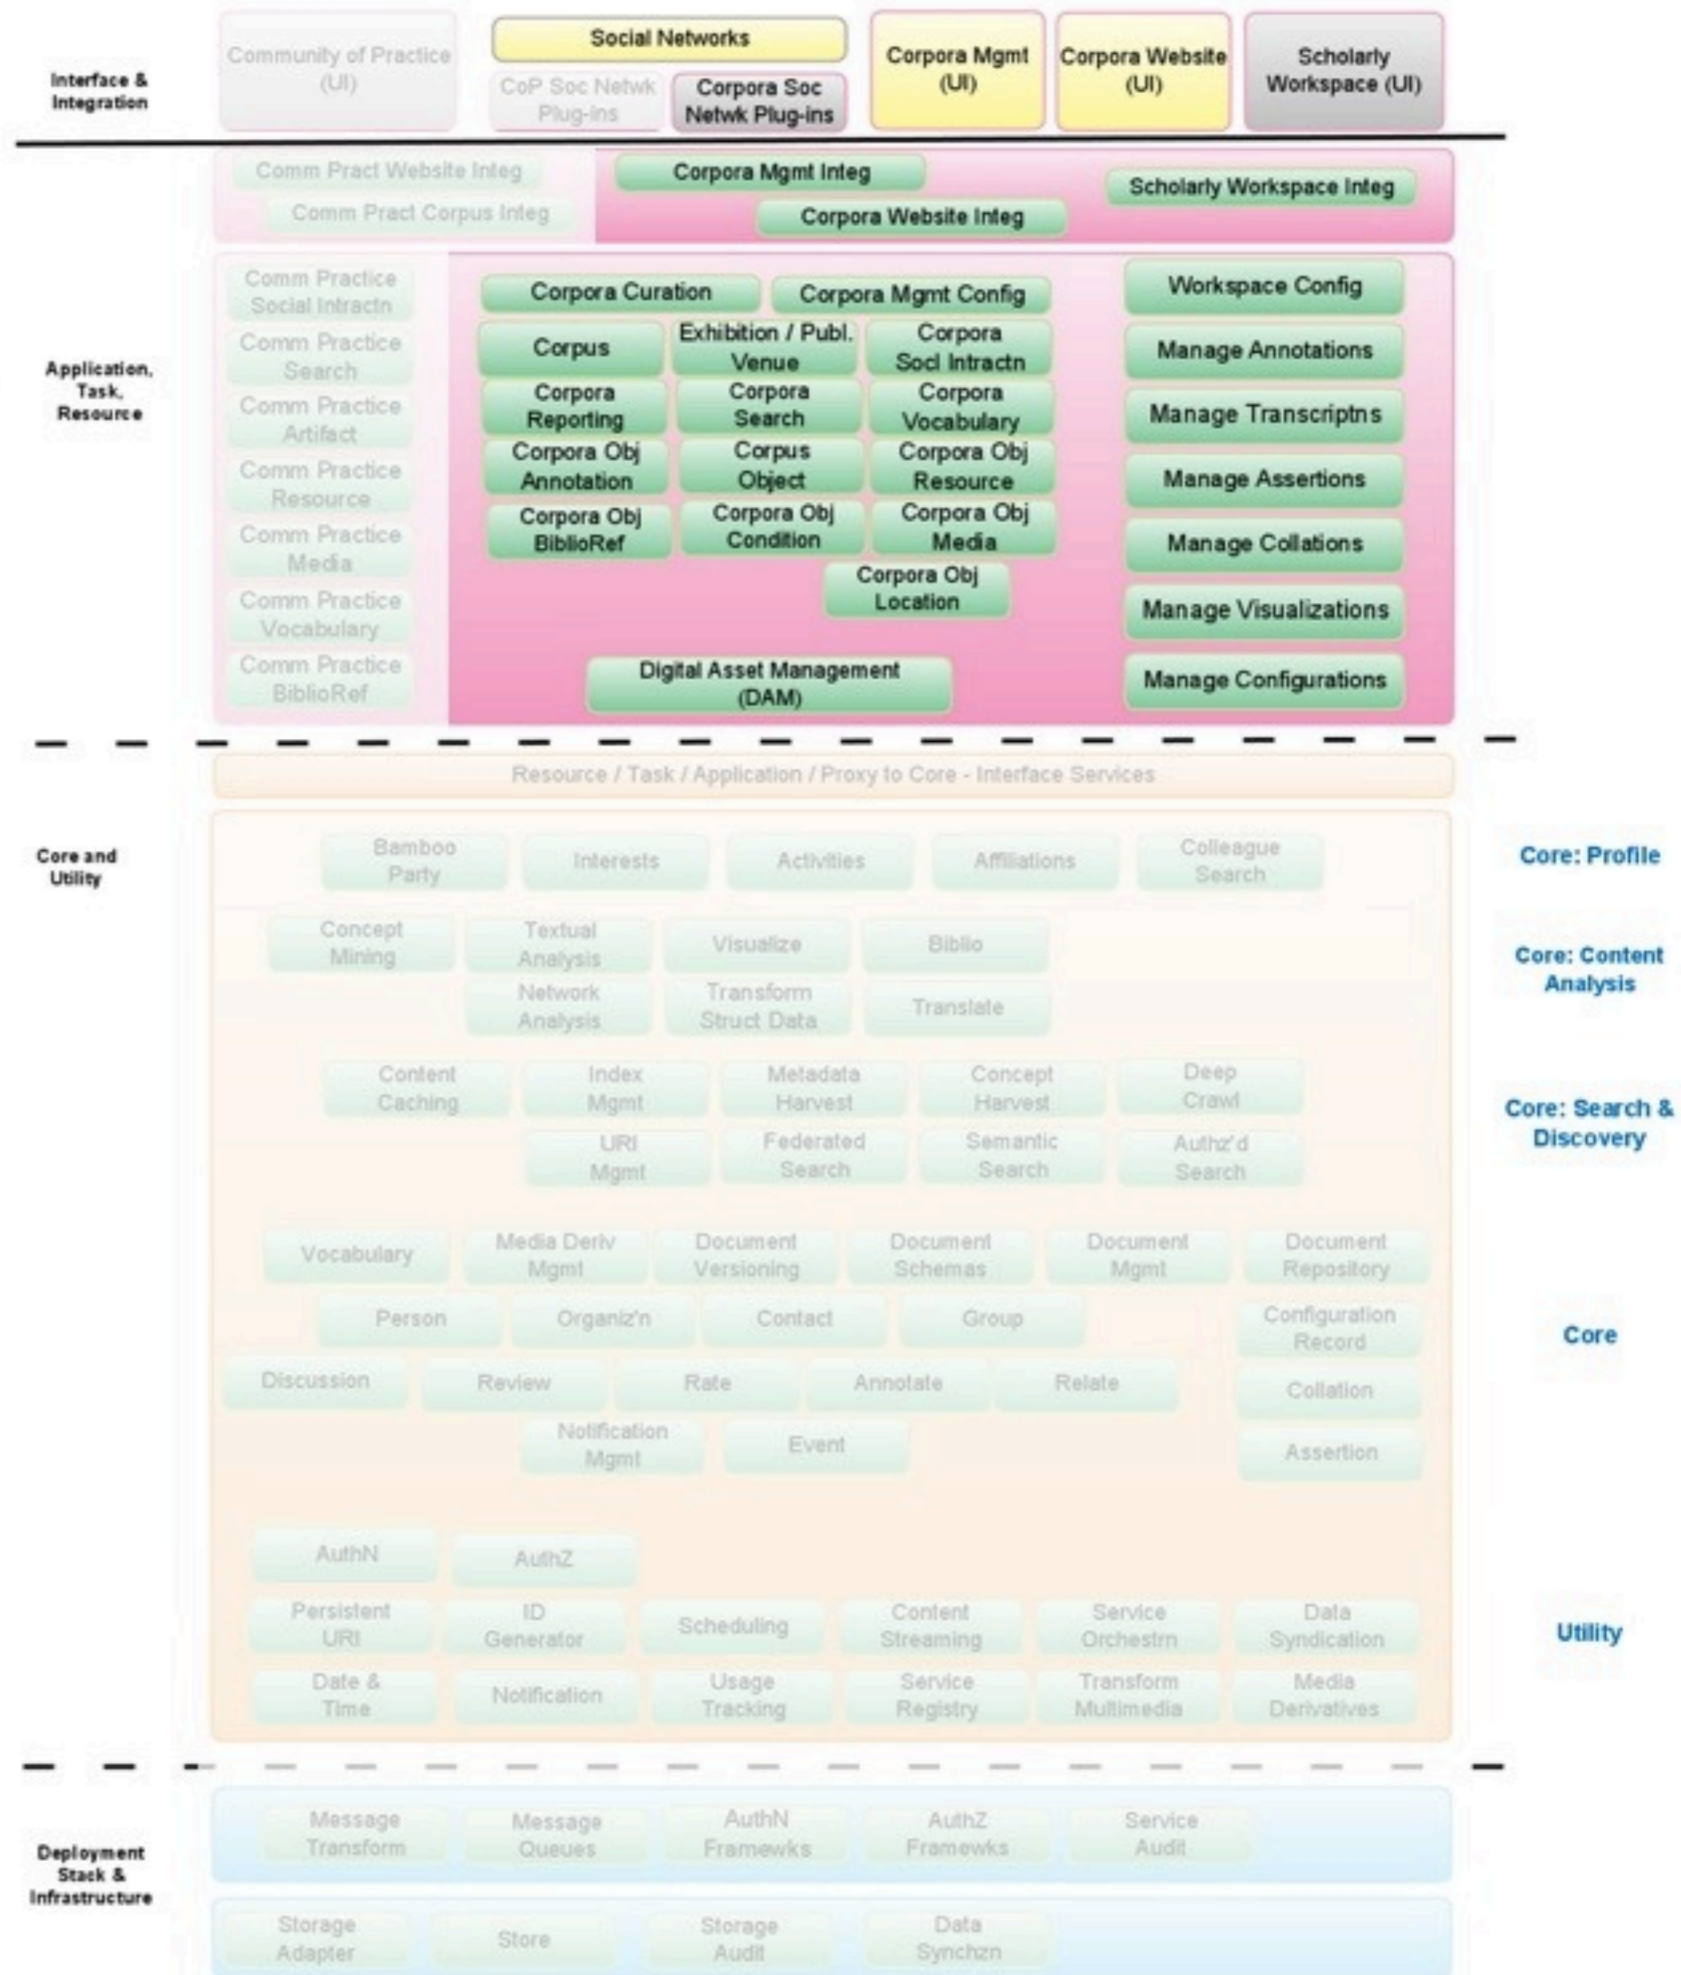 Interface &
Integration
Community of Practice
(UI)
Social Networks
CoP Soc Netwk
Plug-ins
Corpora Soc
Netwk Plug-ins
Corpora Mgmt
(UI)
Corpora Website
(UI)
Scholarly
Workspace (UI)
Comm Pract Website Integ
Comm Pract Corpus Integ
Corpora Mgmt Integ
Corpora Website Integ
Scholarly Workspace Integ
Application,
Task,
Resource
Comm Practice
Social Intractn
Comm Practice
Search
Comm Practice
Artifact
Comm Practice
Resource
Comm Practice
Media
Comm Practice
Vocabulary
Comm Practice
BiblioRef
Corpora Curation
Corpora Mgmt Config
Corpus
Exhibition / Publ.
Venue
Corpora
Socl Intractn
Corpora
Reporting
Corpora
Search
Corpora
Vocabulary
Corpora Obj
Annotation
Corpus
Object
Corpora Obj
Resource
Corpora Obj
BiblioRef
Corpora Obj
Condition
Corpora Obj
Media
Corpora Obj
Location
Digital Asset Management
(DAM)
Workspace Config
Manage Annotations
Manage Transcriptns
Manage Assertions
Manage Collations
Manage Visualizations
Manage Configurations
Resource / Task / Application / Proxy to Core - Interface Services
Core and
Utility
Bamboo
Party
Interests
Activities
Affiliations
Colleague
Search
Core: Profile
Concept
Mining
Textual
Analysis
Visualize
Biblio
Network
Analysis
Transform
Struct Data
Translate
Core: Content
Analysis
Content
Caching
Index
Mgmt
Metadata
Harvest
Concept
Harvest
Deep
Crawl
URI
Mgmt
Federated
Search
Semantic
Search
Authz'd
Search
Core: Search &
Discovery
Vocabulary
Media Deriv
Mgmt
Document
Versioning
Document
Schemas
Document
Mgmt
Document
Repository
Person
Organiz'n
Contact
Group
Configuration
Record
Core
Discussion
Review
Rate
Annotate
Relate
Collation
Notification
Mgmt
Event
Assertion
AuthN
AuthZ
Persistent
URI
ID
Generator
Scheduling
Content
Streaming
Service
Orchestrn
Data
Syndication
Utility
Date &
Time
Notification
Usage
Tracking
Service
Registry
Transform
Multimedia
Media
Derivatives
Deployment
Stack &
Infrastructure
Message
Transform
Message
Queues
AuthN
Framewks
AuthZ
Framewks
Service
Audit
Storage
Adapter
Store
Storage
Audit
Data
Synchzn